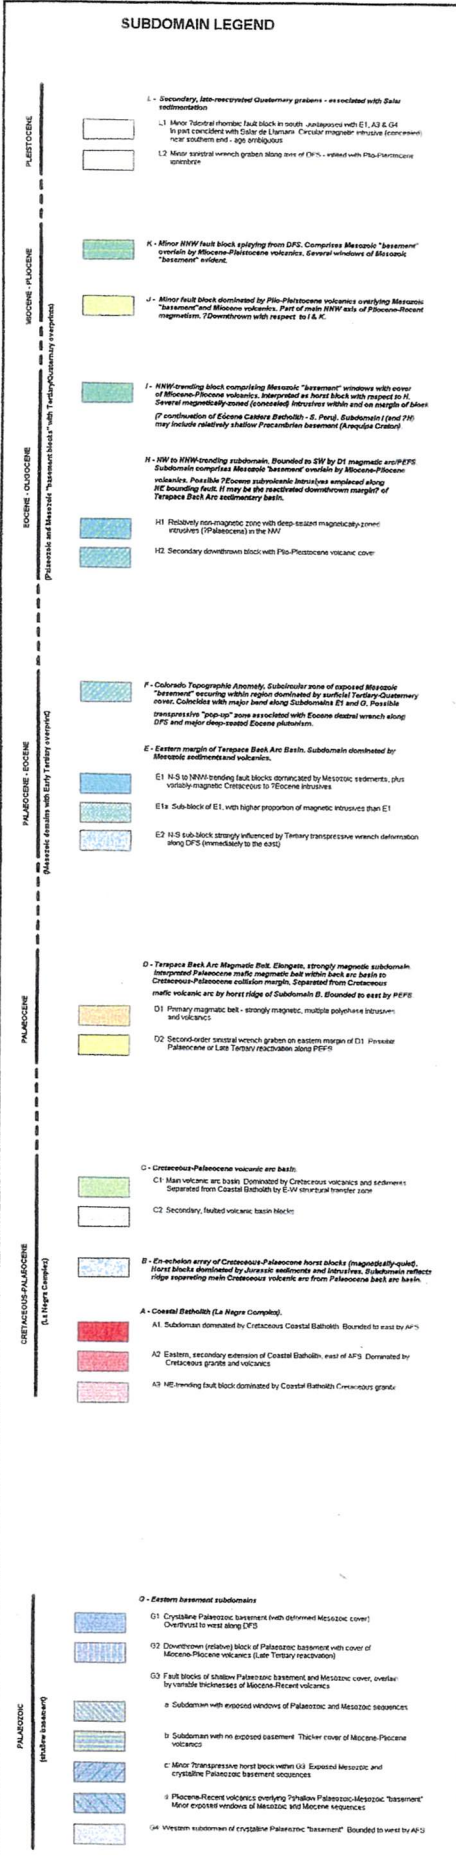 SUBDOMAIN LEGEND
PLEISTOCENE
L - Secondary, late-reactivated Quaternary grabens - associated with Salar
sedimentation
L1 Minor ?dextral rhombic fault block in south. Juxtaposed with E1, A3 & G4
In part coincident with Salar de Llamara. Circular magnetic intrusive (concealed)
near southern end - age ambiguous
L2 Minor sinistral wrench graben along axis of DFS - infilled with Plio-Pleistocene
ignimbrite
MIOCENE - PLIOCENE
K - Minor NNW fault block splaying from DFS. Comprises Mesozoic "basement"
overlain by Miocene-Pleistocene volcanics. Several windows of Mesozoic
"basement" evident.
J - Minor fault block dominated by Plio-Pleistocene volcanics overlying Mesozoic
"basement" and Miocene volcanics. Part of main NNW axis of Pliocene-Recent
magmatism. ?Downthrown with respect to I & K.
EOCENE - OLIGOCENE
(Palaeozoic and Mesozoic "basement blocks" with Tertiary/Quaternary overprints)
I - NNW-trending block comprising Mesozoic "basement" windows with cover
of Miocene-Pliocene volcanics. Interpreted as horst block with respect to H.
Several magnetically-zoned (concealed) intrusives within and on margin of block
(? continuation of Eocene Caldera Batholith - S. Peru). Subdomain I (and ?H)
may include relatively shallow Precambrian basement (Arequipa Craton).
H - NW to NNW-trending subdomain. Bounded to SW by D1 magmatic arc/PEFS.
Subdomain comprises Mesozoic 'basement' overlain by Miocene-Pliocene
volcanics. Possible ?Eocene subvolcanic intrusives emplaced along
NE bounding fault. H may be the reactivated downthrown margin? of
Tarapaca Back Arc sedimentary basin.
H1 Relatively non-magnetic zone with deep-seated magnetically-zoned
intrusives (?Palaeocene) in the NW
H2 Secondary downthrown block with Plio-Pleistocene volcanic cover
PALAEOCENE - EOCENE
(Mesozoic domains with Early Tertiary overprint)
F - Colorado Topographic Anomaly. Subcircular zone of exposed Mesozoic
"basement" occuring within region dominated by surficial Tertiary-Quaternary
cover. Coincides with major bend along Subdomains E1 and G. Possible
transpressive "pop-up" zone associated with Eocene dextral wrench along
DFS and major deep-seated Eocene plutonism.
E - Eastern margin of Tarapaca Back Arc Basin. Subdomain dominated by
Mesozoic sediments and volcanics.
E1 N-S to NNW-trending fault blocks dominated by Mesozoic sediments, plus
variably-magnetic Cretaceous to ?Eocene intrusives
E1a Sub-block of E1, with higher proportion of magnetic intrusives than E1
E2 N-S sub-block strongly influenced by Tertiary transpressive wrench deformation
along DFS (immediately to the east)
PALAEOCENE
D - Tarapaca Back Arc Magmatic Belt. Elongate, strongly magnetic subdomain.
Interpreted Palaeocene mafic magmatic belt within back arc basin to
Cretaceous-Palaeocene collision margin. Separated from Cretaceous
mafic volcanic arc by horst ridge of Subdomain B. Bounded to east by PEFS
D1 Primary magmatic belt - strongly magnetic, multiple polyphase intrusives
and volcanics
D2 Second-order sinistral wrench graben on eastern margin of D1. Possible
Palaeocene or Late Tertiary reactivation along PEFS
CRETACEOUS-PALAEOCENE
(La Negra Complex)
C - Cretaceous-Palaeocene volcanic arc basin.
C1 Main volcanic arc basin. Dominated by Cretaceous volcanics and sediments
Separated from Coastal Batholith by E-W structural transfer zone
C2 Secondary, faulted volcanic basin blocks
B - En-echelon array of Cretaceous-Palaeocene horst blocks (magnetically-quiet).
Horst blocks dominated by Jurassic sediments and intrusives. Subdomain reflects
ridge separating main Cretaceous volcanic arc from Paleocene back arc basin.
A - Coastal Batholith (La Negra Complex).
A1. Subdomain dominated by Cretaceous Coastal Batholith. Bounded to east by AFS
A2 Eastern, secondary extension of Coastal Batholith, east of AFS. Dominated by
Cretaceous granite and volcanics
A3 NE-trending fault block dominated by Coastal Batholith Cretaceous granite
PALAEOZOIC
(shallow basement)
G - Eastern basement subdomains
G1 Crystalline Palaeozoic basement (with deformed Mesozoic cover)
Overthrust to west along DFS
G2 Downthrown (relative) block of Palaeozoic basement with cover of
Miocene-Pliocene volcanics (Late Tertiary reactivation)
G3 Fault blocks of shallow Palaeozoic basement and Mesozoic cover, overlain
by variable thicknesses of Miocene-Recent volcanics
a Subdomain with exposed windows of Palaeozoic and Mesozoic sequences
b Subdomain with no exposed basement. Thicker cover of Miocene-Pliocene
volcanics
c Minor ?transpressive horst block within G3. Exposed Mesozoic and
crystalline Palaeozoic basement sequences
d Pliocene-Recent volcanics overlying ?shallow Palaeozoic-Mesozoic "basement"
Minor exposed windows of Mesozoic and Miocene sequences
G4 Western subdomain of crystalline Palaeozoic "basement". Bounded to west by AFS